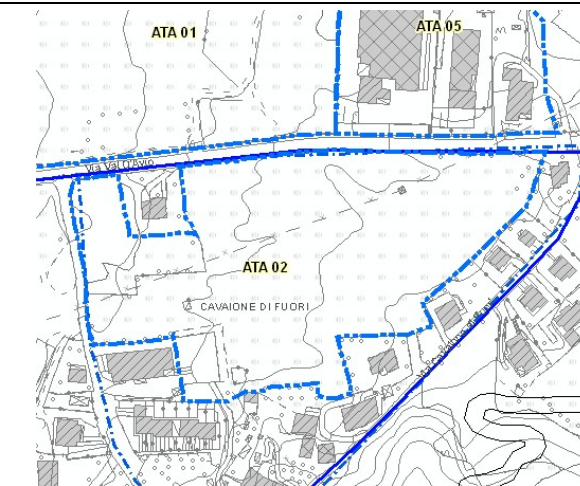 ATA 01
ATA 05
Via Val D'Avio
ATA 02
CAVAIONE DI FUORI